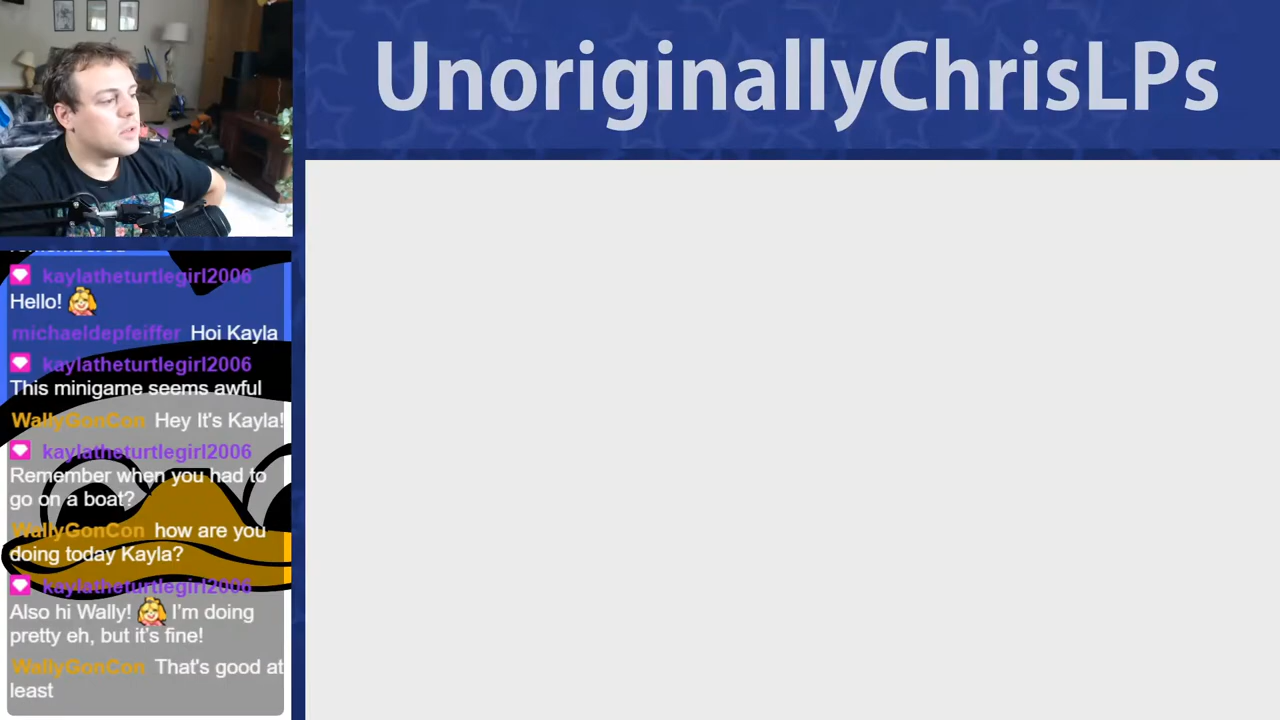 UnoriginallyChrisLPs
remembered
kaylatheturtlegirl2006
Hello!
michaeldepfeiffer Hoi Kayla
kaylatheturtlegirl2006
This minigame seems awful
WallyGonCon Hey It's Kayla!
kaylatheturtlegirl2006
Remember when you had to
go on a boat?
WallyGonCon how are you
doing today Kayla?
kaylatheturtlegirl2006
Also hi Wally! I'm doing
pretty eh, but it's fine!
WallyGonCon That's good at
least